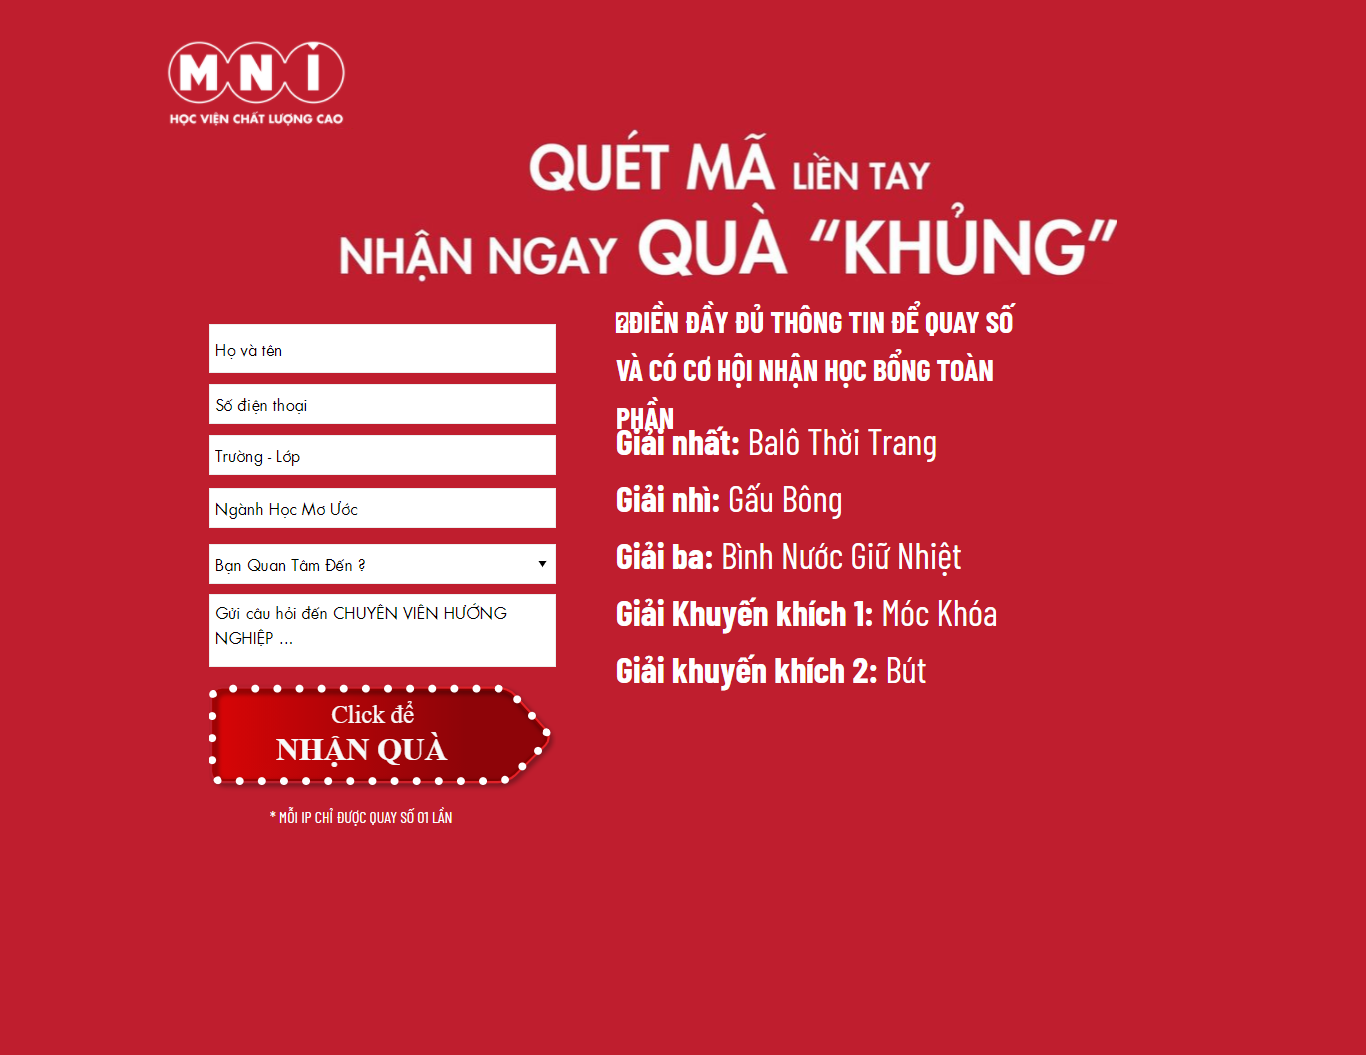 MNI
HỌC VIỆN CHẤT LƯỢNG CAO
QUÉT MÃ LIỀN TAY
NHẬN NGAY QUÀ “KHỦNG”
Họ và tên
Số điện thoại
Trường - Lớp
Ngành Học Mơ Ước
Bạn Quan Tâm Đến ?
Gửi câu hỏi đến CHUYÊN VIÊN HƯỚNG
NGHIỆP ...
Click để
NHẬN QUÀ
* MỖI IP CHỈ ĐƯỢC QUAY SỐ 01 LẦN
ĐIỀN ĐẦY ĐỦ THÔNG TIN ĐỂ QUAY SỐ
VÀ CÓ CƠ HỘI NHẬN HỌC BỔNG TOÀN
PHẦN
Giải nhất: Balô Thời Trang
Giải nhì: Gấu Bông
Giải ba: Bình Nước Giữ Nhiệt
Giải Khuyến khích 1: Móc Khóa
Giải khuyến khích 2: Bút